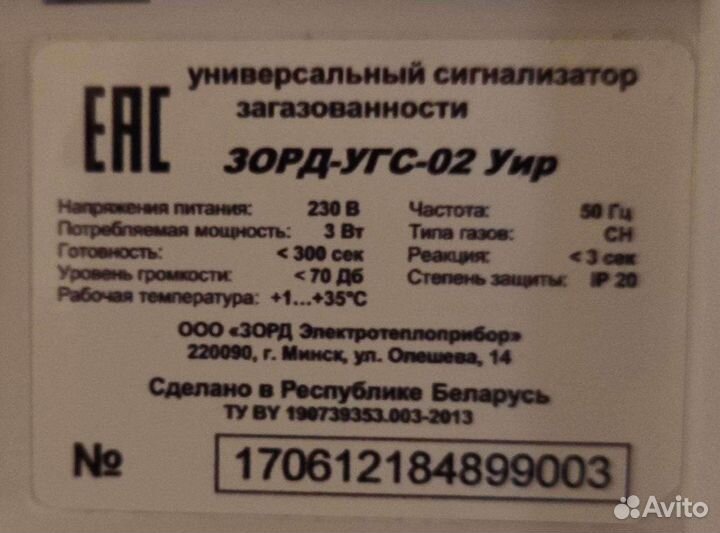 EAC
универсальный сигнализатор
загазованности
ЗОРД-УГС-02 Уир
Напряжения питания: 230 В
Потребляемая мощность: 3 Вт
Готовность: < 300 сек
Уровень громкости: < 70 Дб
Рабочая температура: +1...+35°С
Частота: 50 Гц
Типа газов: СН
Реакция: < 3 сек
Степень защиты: IP 20
ООО «ЗОРД Электротеплоприбор»
220090, г. Минск, ул. Олешева, 14
Сделано в Республике Беларусь
ТУ BY 190739353.003-2013
№ 170612184899003
Avito